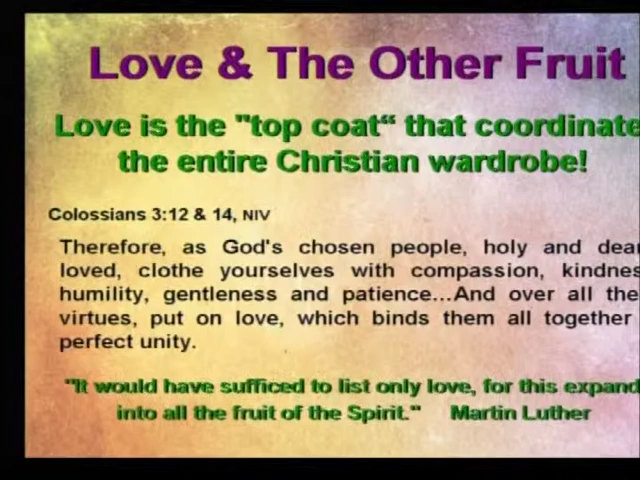 Love & The Other Fruit
Love is the "top coat“ that coordinate
the entire Christian wardrobe!
Colossians 3:12 & 14, NIV
Therefore, as God's chosen people, holy and dear
loved, clothe yourselves with compassion, kindnes
humility, gentleness and patience...And over all the
virtues, put on love, which binds them all together
perfect unity.
"It would have sufficed to list only love, for this expand
into all the fruit of the Spirit." Martin Luther